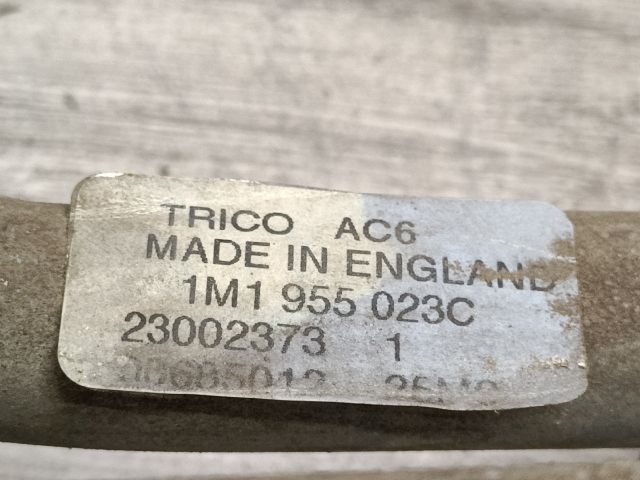 TRICO AC6
MADE IN ENGLAND
1M1 955 023C
23002373 1